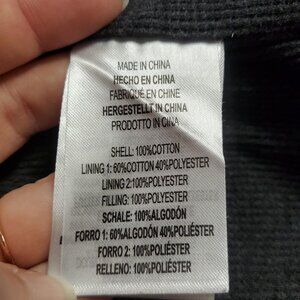 MADE IN CHINA
HECHO EN CHINA
FABRIQUÉ EN CHINE
HERGESTELLT IN CHINA
PRODOTTO IN CINA
SHELL: 100%COTTON
LINING 1: 60%COTTON 40%POLYESTER
LINING 2:100%POLYESTER
FILLING: 100%POLYESTER
SCHALE: 100%ALGODÓN
FORRO 1: 60%ALGODÓN 40%POLIÉSTER
FORRO 2: 100%POLIÉSTER
RELLENO: 100%POLIÉSTER